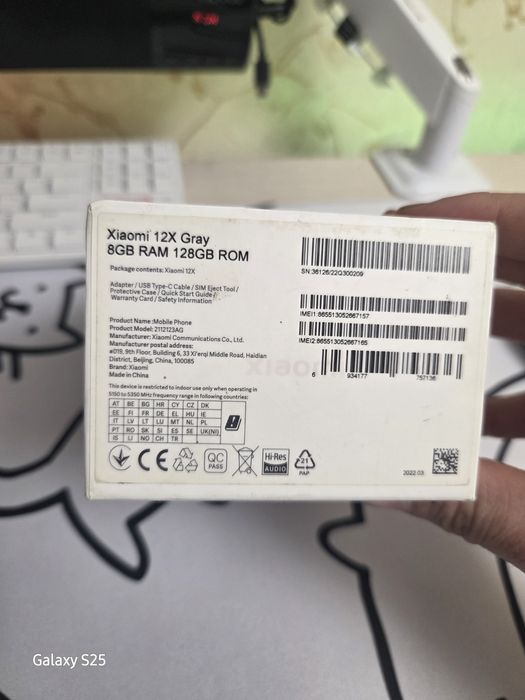 Xiaomi 12X Gray
8GB RAM 128GB ROM
Package contents: Xiaomi 12X
Adapter / USB Type-C Cable / SIM Eject Tool /
Protective Case / Quick Start Guide /
Warranty Card / Safety Information
Product Name:Mobile Phone
Product Model: 2112123AG
Manufacturer: Xiaomi Communications Co., Ltd.
Manufacturer postal address:
#019, 9th Floor, Building 6, 33 Xi'erqi Middle Road, Haidian
District, Beijing, China, 100085
Brand: Xiaomi
Made in China
This device is restricted to indoor use only when operating in
5150 to 5350 MHz frequency range in following countries:
AT BE BG HR CY CZ DK
EE FI FR DE EL HU IE
IT LV LT LU MT NL PL
PT RO SK SI ES SE UK(NI)
IS LI NO CH TR
CE
QC
PASS
Hi-Res
AUDIO
21
PAP
SN:36126/22Q300209
IMEI1:865513052667157
IMEI2:865513052667165
6 934177 757136
2022.03
Galaxy S25